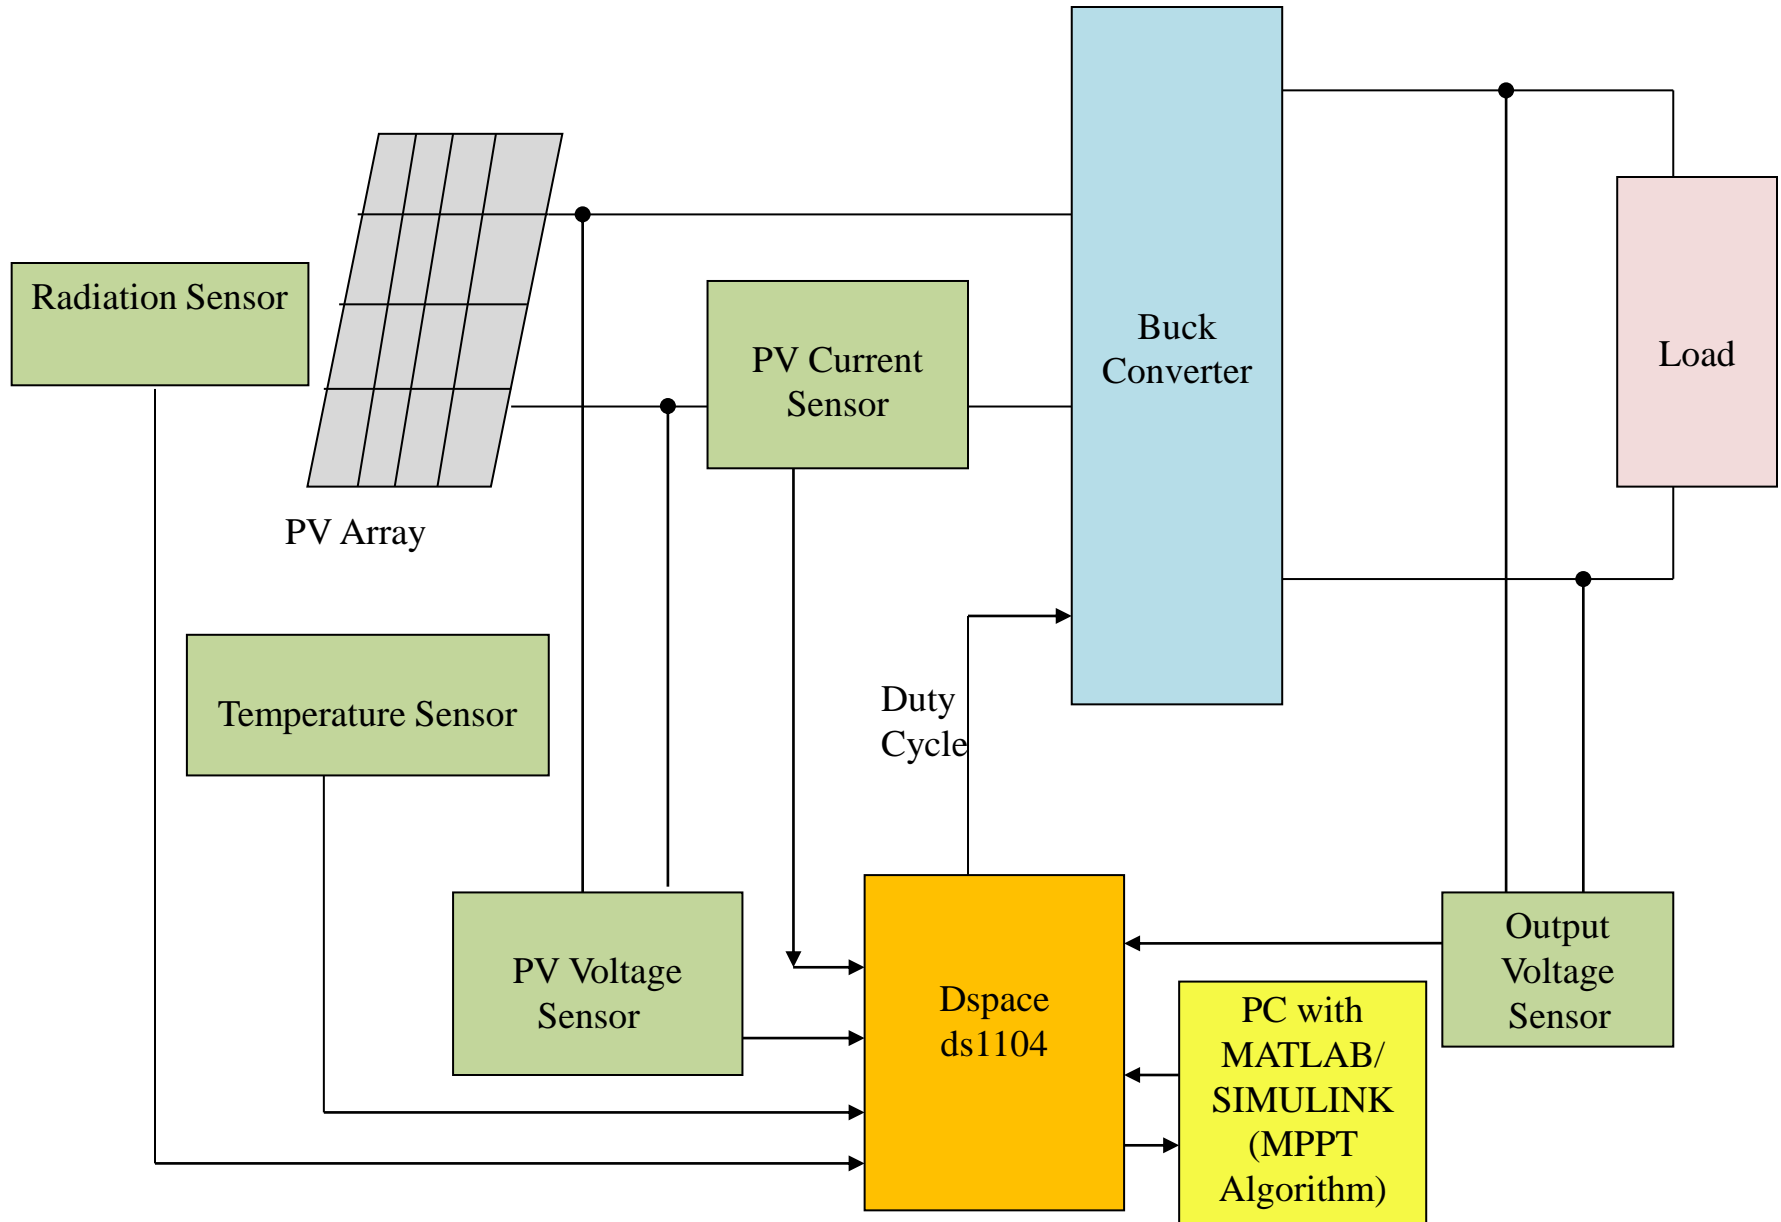 Radiation Sensor
PV Current
Sensor
Buck
Converter
Load
PV Array
Temperature Sensor
Duty
Cycle
PV Voltage
Sensor
Dspace
ds1104
Output
Voltage
Sensor
PC with
MATLAB/
SIMULINK
(MPPT
Algorithm)